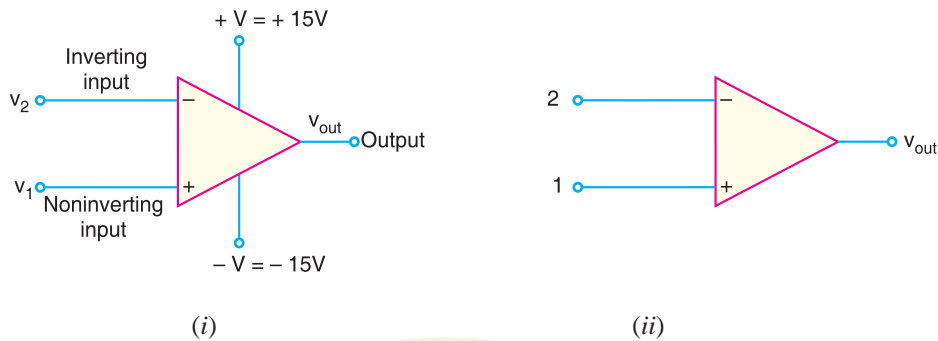 + V = + 15V
Inverting
input
v2
−
vout
Output
v1
+
Noninverting
input
− V = − 15V
(i)
2
−
vout
1
+
(ii)